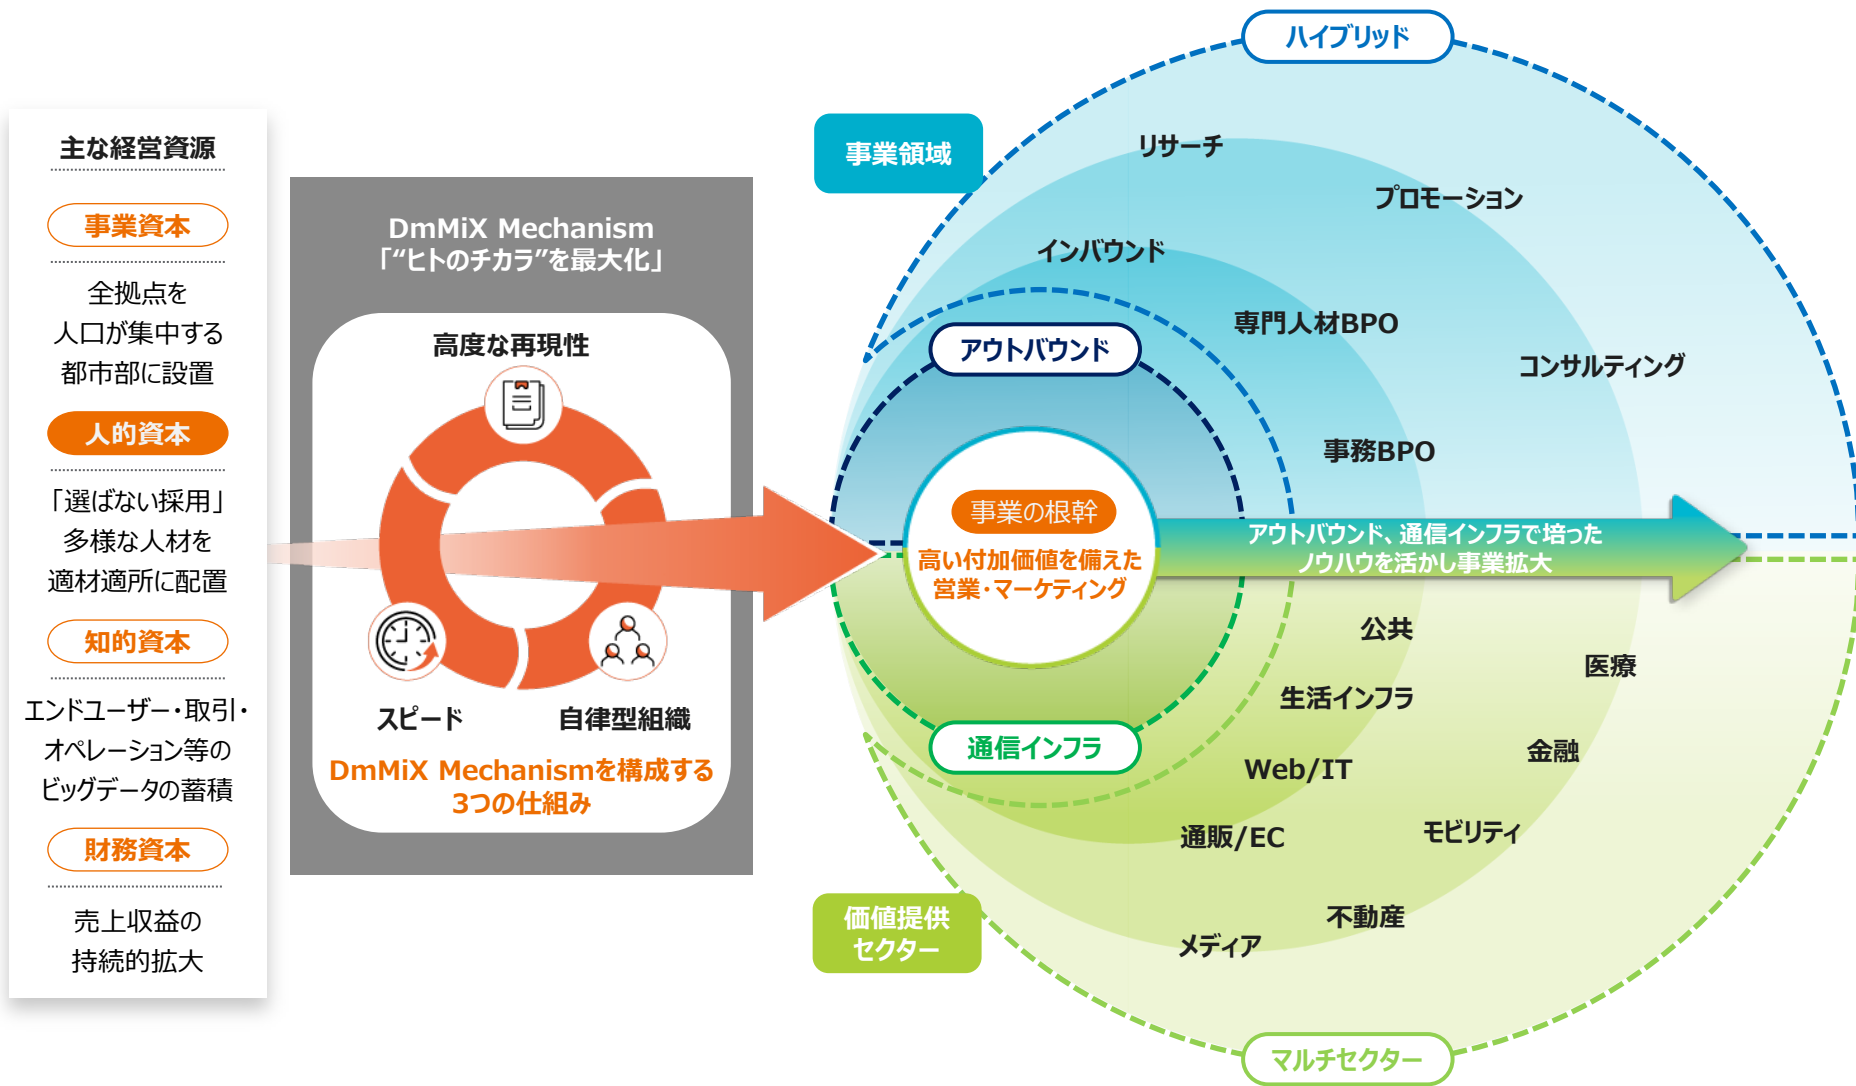 主な経営資源
事業資本
全拠点を
人口が集中する
都市部に設置
人的資本
「選ばない採用」
多様な人材を
適材適所に配置
知的資本
エンドユーザー・取引・
オペレーション等の
ビッグデータの蓄積
財務資本
売上収益の
持続的拡大
DmMiX Mechanism
「“ヒトのチカラ”を最大化」
高度な再現性
スピード
自律型組織
DmMiX Mechanismを構成する
3つの仕組み
ハイブリッド
事業領域
リサーチ
プロモーション
インバウンド
専門人材BPO
アウトバウンド
コンサルティング
事務BPO
事業の根幹
高い付加価値を備えた
営業・マーケティング
アウトバウンド、通信インフラで培った
ノウハウを活かし事業拡大
公共
医療
生活インフラ
通信インフラ
金融
Web/IT
モビリティ
通販/EC
価値提供
セクター
不動産
メディア
マルチセクター